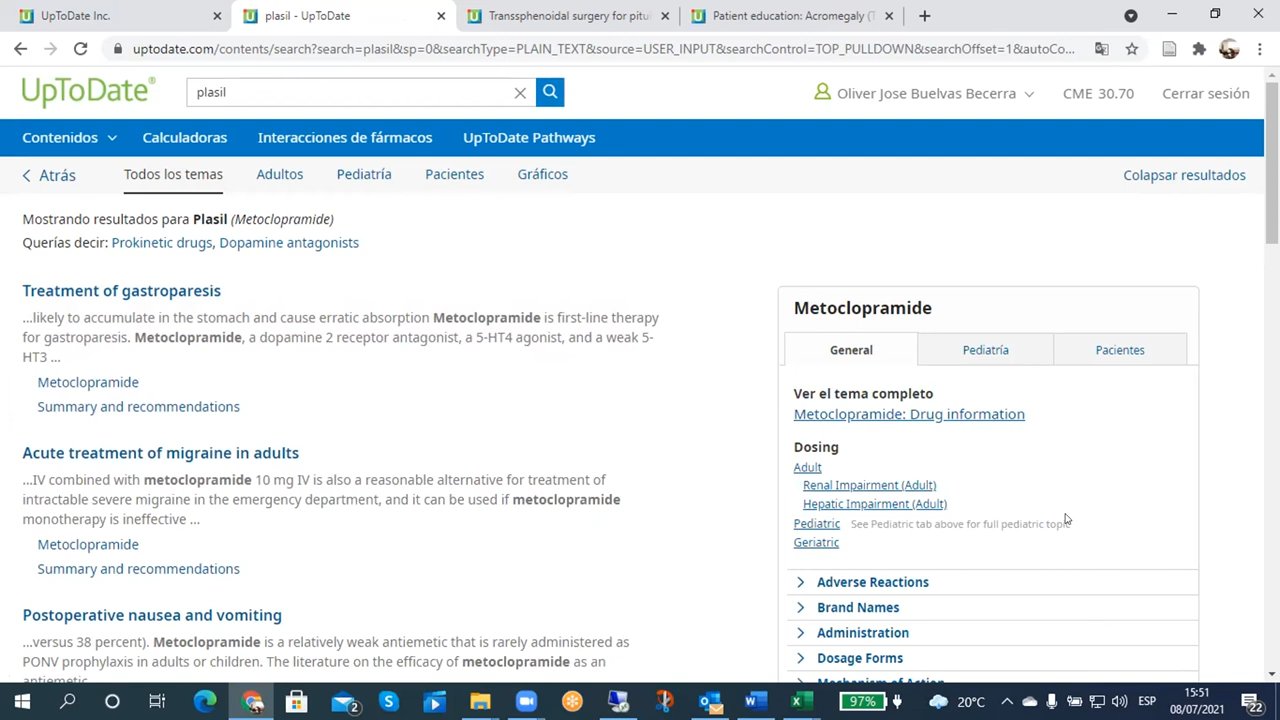 UpToDate Inc.
plasil - UpToDate
Transsphenoidal surgery for pitui
Patient education: Acromegaly (T
uptodate.com/contents/search?search=plasil&sp=0&searchType=PLAIN_TEXT&source=USER_INPUT&searchControl=TOP_PULLDOWN&searchOffset=1&autoCo...
UpToDate®
plasil
Oliver Jose Buelvas Becerra
CME 30.70
Cerrar sesión
Contenidos
Calculadoras
Interacciones de fármacos
UpToDate Pathways
Atrás
Todos los temas
Adultos
Pediatría
Pacientes
Gráficos
Colapsar resultados
Mostrando resultados para Plasil (Metoclopramide)
Querías decir: Prokinetic drugs, Dopamine antagonists
Treatment of gastroparesis
...likely to accumulate in the stomach and cause erratic absorption Metoclopramide is first-line therapy
for gastroparesis. Metoclopramide, a dopamine 2 receptor antagonist, a 5-HT4 agonist, and a weak 5-
HT3 ...
Metoclopramide
Summary and recommendations
Acute treatment of migraine in adults
...IV combined with metoclopramide 10 mg IV is also a reasonable alternative for treatment of
intractable severe migraine in the emergency department, and it can be used if metoclopramide
monotherapy is ineffective ...
Metoclopramide
Summary and recommendations
Postoperative nausea and vomiting
...versus 38 percent). Metoclopramide is a relatively weak antiemetic that is rarely administered as
PONV prophylaxis in adults or children. The literature on the efficacy of metoclopramide as an
antiemetic...
Metoclopramide
General
Pediatría
Pacientes
Ver el tema completo
Metoclopramide: Drug information
Dosing
Adult
Renal Impairment (Adult)
Hepatic Impairment (Adult)
Pediatric See Pediatric tab above for full pediatric topic
Geriatric
Adverse Reactions
Brand Names
Administration
Dosage Forms
Mechanism of Action
2
97%
20°C
ESP
15:51
08/07/2021
22